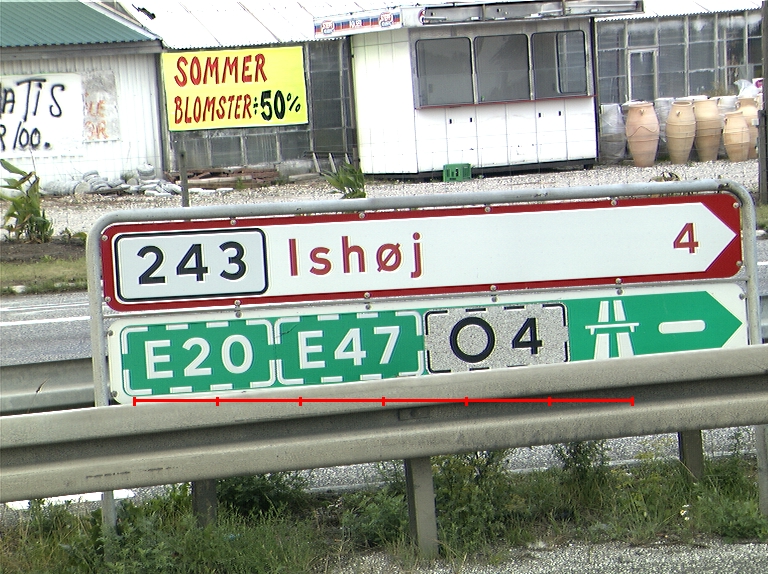 SOMMER
BLOMSTER ÷ 50%
243 Ishøj 4
E20 E47 O4